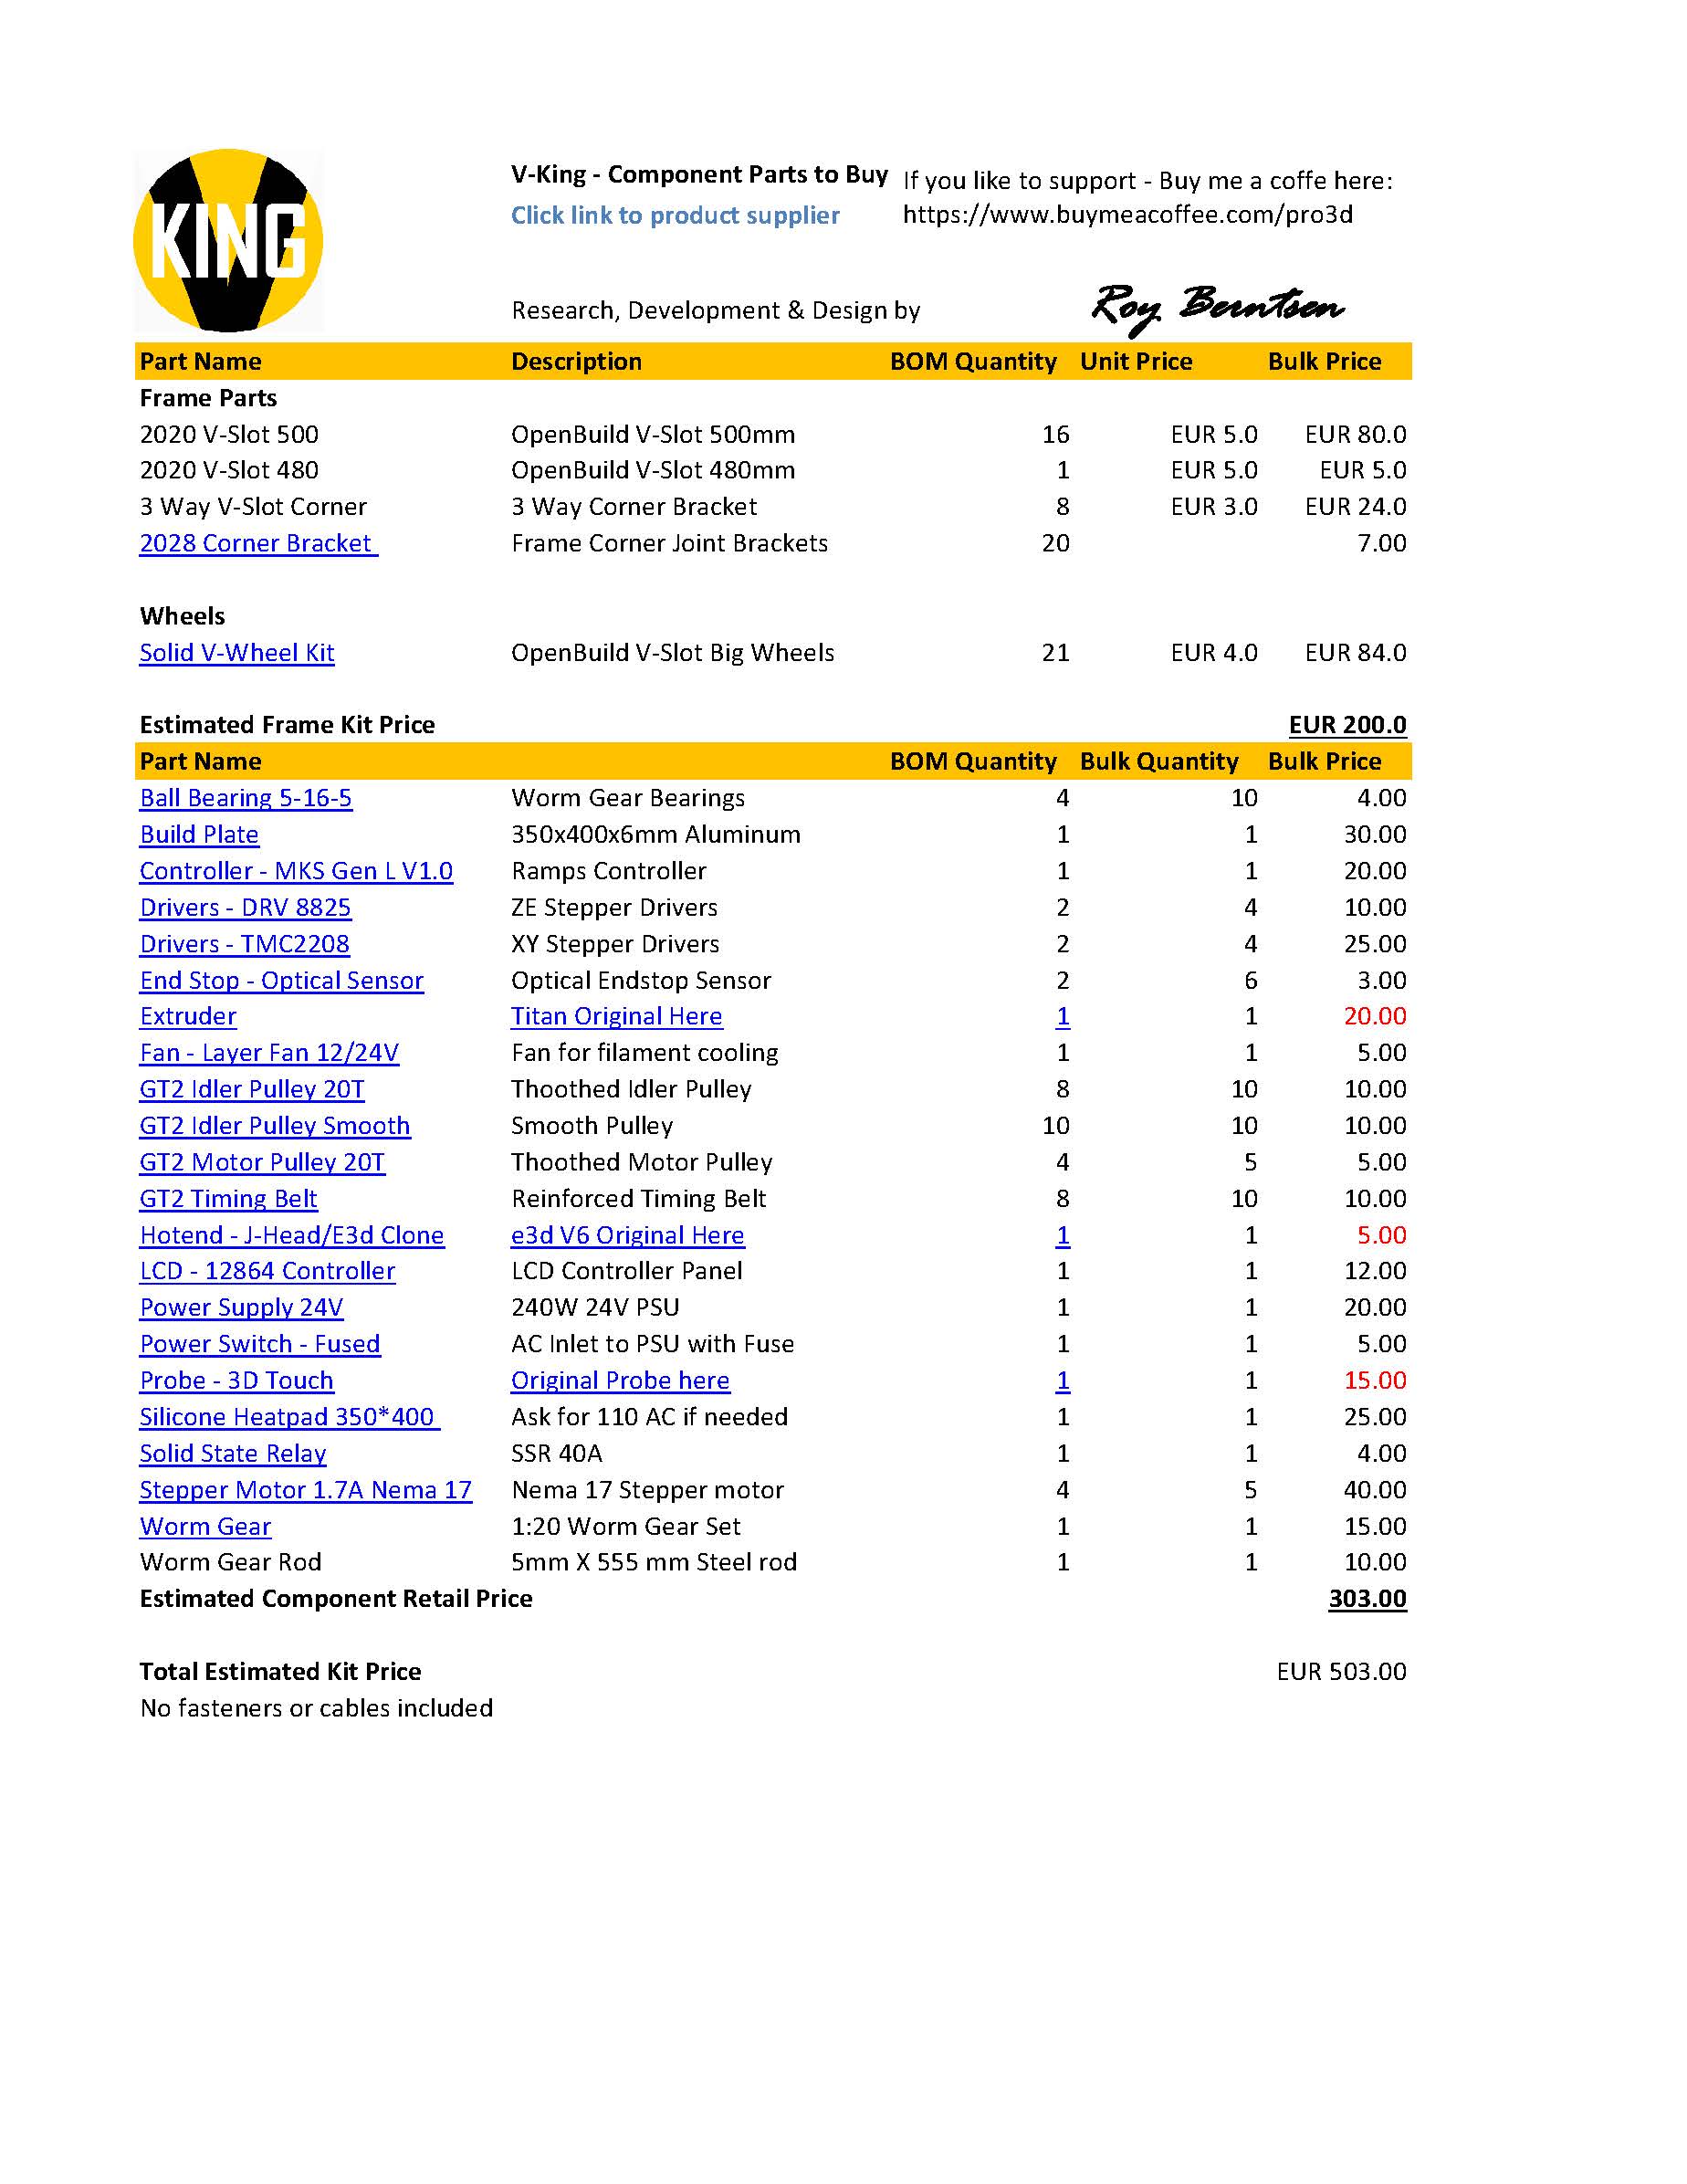 KING
V-King - Component Parts to Buy If you like to support - Buy me a coffe here:
Click link to product supplier https://www.buymeacoffee.com/pro3d
Research, Development & Design by Roy Berntsen
Part Name Description BOM Quantity Unit Price Bulk Price
Frame Parts
2020 V-Slot 500 OpenBuild V-Slot 500mm 16 EUR 5.0 EUR 80.0
2020 V-Slot 480 OpenBuild V-Slot 480mm 1 EUR 5.0 EUR 5.0
3 Way V-Slot Corner 3 Way Corner Bracket 8 EUR 3.0 EUR 24.0
2028 Corner Bracket Frame Corner Joint Brackets 20 7.00
Wheels
Solid V-Wheel Kit OpenBuild V-Slot Big Wheels 21 EUR 4.0 EUR 84.0
Estimated Frame Kit Price EUR 200.0
Part Name BOM Quantity Bulk Quantity Bulk Price
Ball Bearing 5-16-5 Worm Gear Bearings 4 10 4.00
Build Plate 350x400x6mm Aluminum 1 1 30.00
Controller - MKS Gen L V1.0 Ramps Controller 1 1 20.00
Drivers - DRV 8825 ZE Stepper Drivers 2 4 10.00
Drivers - TMC2208 XY Stepper Drivers 2 4 25.00
End Stop - Optical Sensor Optical Endstop Sensor 2 6 3.00
Extruder Titan Original Here 1 1 20.00
Fan - Layer Fan 12/24V Fan for filament cooling 1 1 5.00
GT2 Idler Pulley 20T Thoothed Idler Pulley 8 10 10.00
GT2 Idler Pulley Smooth Smooth Pulley 10 10 10.00
GT2 Motor Pulley 20T Thoothed Motor Pulley 4 5 5.00
GT2 Timing Belt Reinforced Timing Belt 8 10 10.00
Hotend - J-Head/E3d Clone e3d V6 Original Here 1 1 5.00
LCD - 12864 Controller LCD Controller Panel 1 1 12.00
Power Supply 24V 240W 24V PSU 1 1 20.00
Power Switch - Fused AC Inlet to PSU with Fuse 1 1 5.00
Probe - 3D Touch Original Probe here 1 1 15.00
Silicone Heatpad 350*400 Ask for 110 AC if needed 1 1 25.00
Solid State Relay SSR 40A 1 1 4.00
Stepper Motor 1.7A Nema 17 Nema 17 Stepper motor 4 5 40.00
Worm Gear 1:20 Worm Gear Set 1 1 15.00
Worm Gear Rod 5mm X 555 mm Steel rod 1 1 10.00
Estimated Component Retail Price 303.00
Total Estimated Kit Price EUR 503.00
No fasteners or cables included